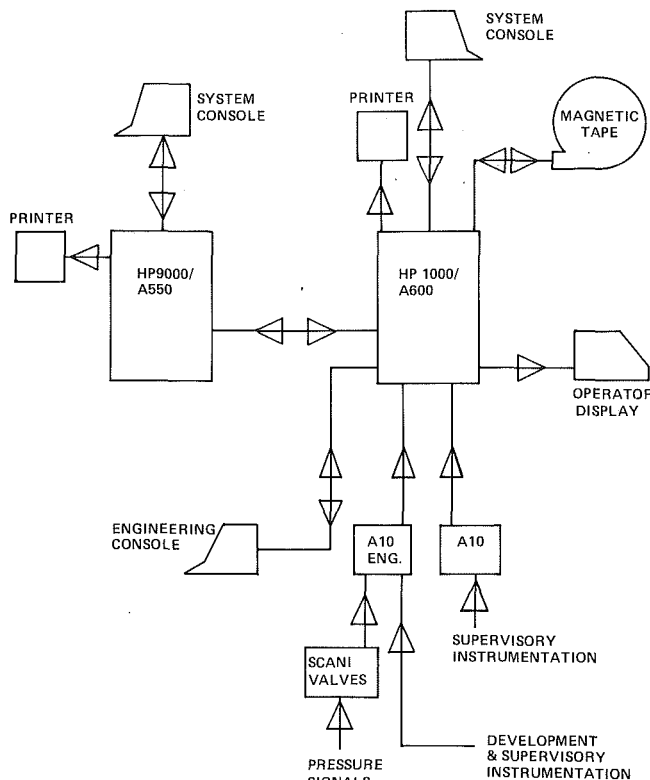 SYSTEM
CONSOLE
SYSTEM
CONSOLE
PRINTER
MAGNETIC
TAPE
PRINTER
HP9000/
A550
HP 1000/
A600
OPERATOR
DISPLAY
ENGINEERING
CONSOLE
A10
ENG.
A10
SUPERVISORY
INSTRUMENTATION
SCANI
VALVES
DEVELOPMENT
& SUPERVISORY
INSTRUMENTATION
PRESSURE
SIGNALS